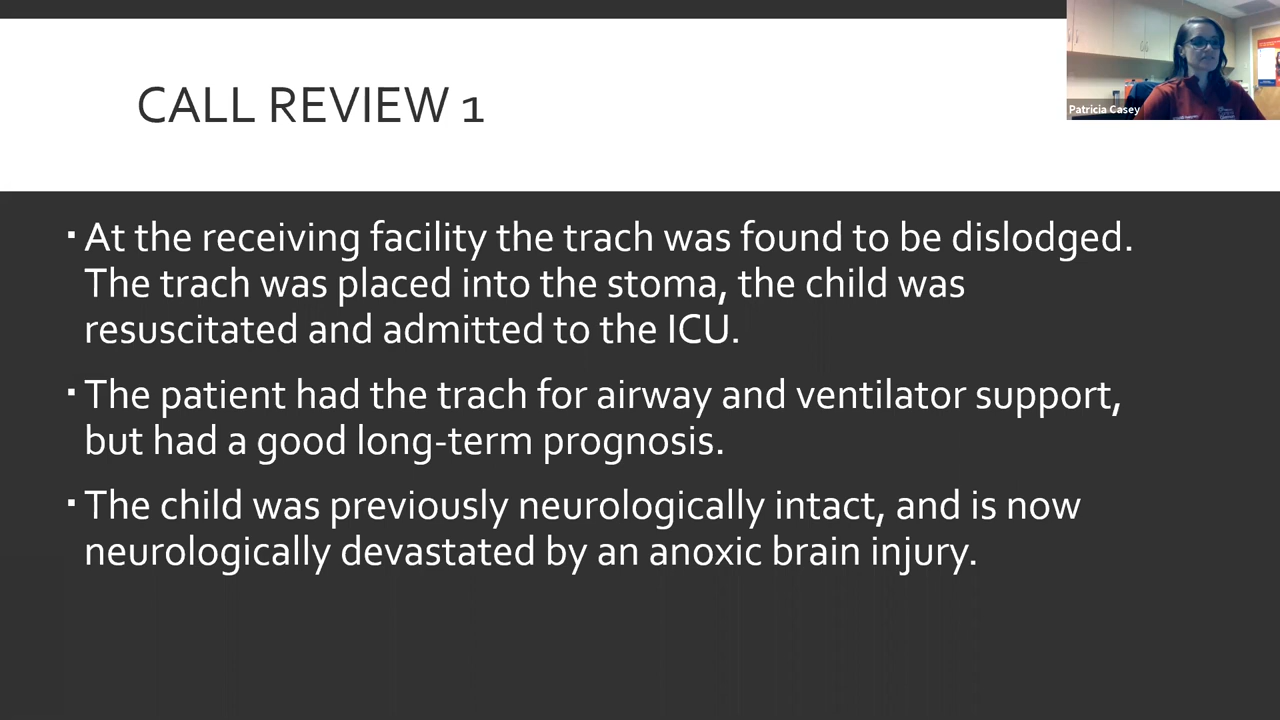 CALL REVIEW 1
Patricia Casey
▪ At the receiving facility the trach was found to be dislodged.
The trach was placed into the stoma, the child was
resuscitated and admitted to the ICU.
▪ The patient had the trach for airway and ventilator support,
but had a good long-term prognosis.
▪ The child was previously neurologically intact, and is now
neurologically devastated by an anoxic brain injury.